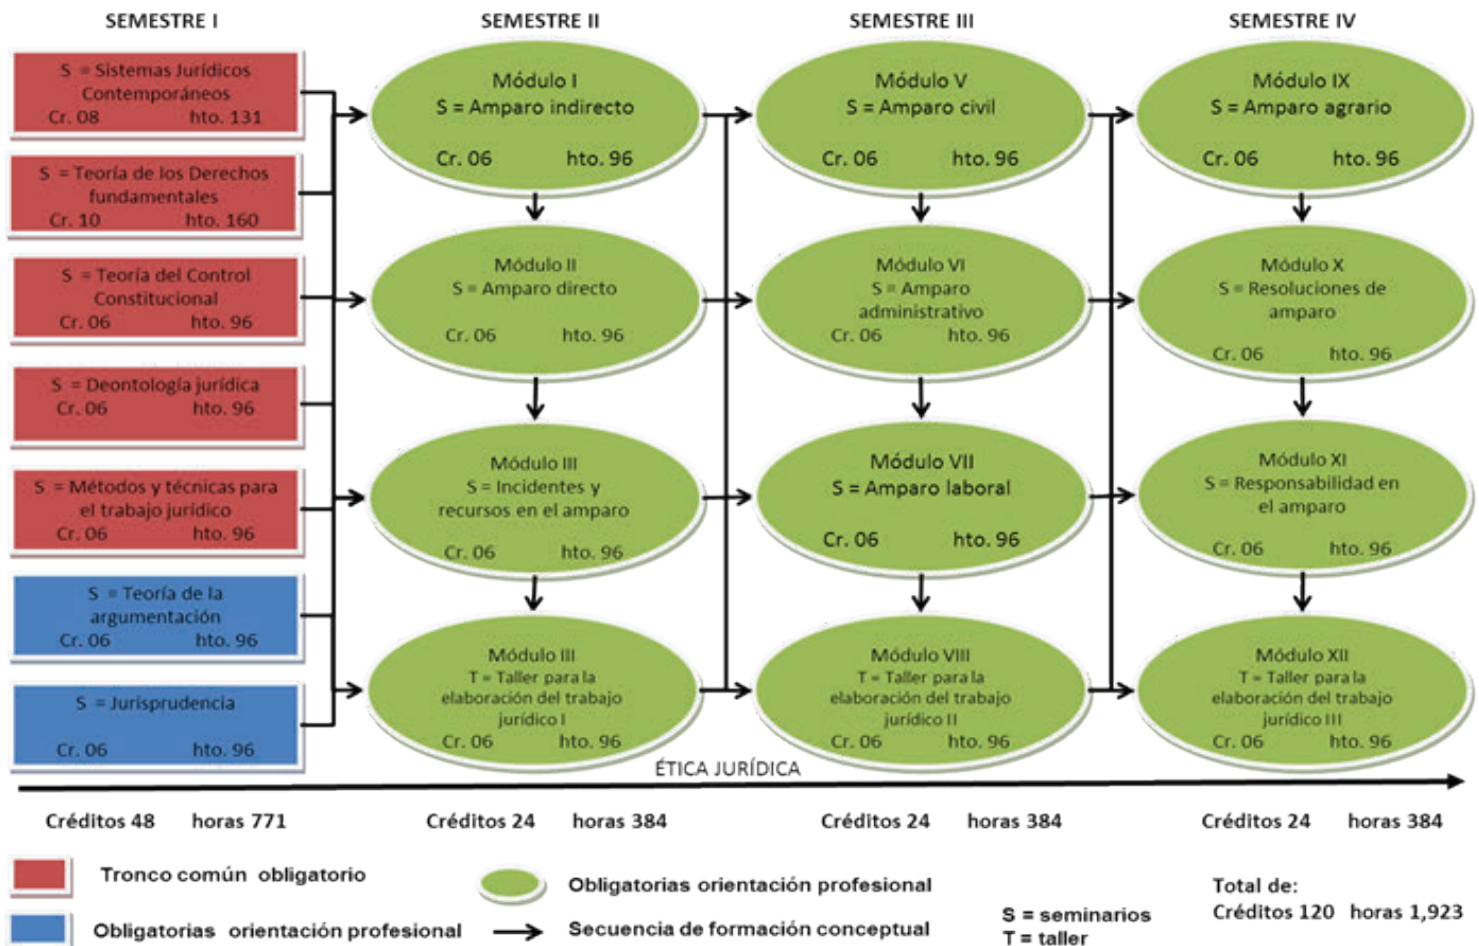 SEMESTRE I
S = Sistemas Jurídicos
Contemporáneos
Cr. 08 hto. 131
S = Teoría de los Derechos
fundamentales
Cr. 10 hto. 160
S = Teoría del Control
Constitucional
Cr. 06 hto. 96
S = Deontología jurídica
Cr. 06 hto. 96
S = Métodos y técnicas para
el trabajo jurídico
Cr. 06 hto. 96
S = Teoría de la
argumentación
Cr. 06 hto. 96
S = Jurisprudencia
Cr. 06 hto. 96
SEMESTRE II
Módulo I
S = Amparo indirecto
Cr. 06 hto. 96
Módulo II
S = Amparo directo
Cr. 06 hto. 96
Módulo III
S = Incidentes y
recursos en el amparo
Cr. 06 hto. 96
Módulo III
T = Taller para la
elaboración del trabajo
jurídico I
Cr. 06 hto. 96
SEMESTRE III
Módulo V
S = Amparo civil
Cr. 06 hto. 96
Módulo VI
S = Amparo
administrativo
Cr. 06 hto. 96
Módulo VII
S = Amparo laboral
Cr. 06 hto. 96
Módulo VIII
T = Taller para la
elaboración del trabajo
jurídico II
Cr. 06 hto. 96
SEMESTRE IV
Módulo IX
S = Amparo agrario
Cr. 06 hto. 96
Módulo X
S = Resoluciones de
amparo
Cr. 06 hto. 96
Módulo XI
S = Responsabilidad en
el amparo
Cr. 06 hto. 96
Módulo XII
T = Taller para la
elaboración del trabajo
jurídico III
Cr. 06 hto. 96
ÉTICA JURÍDICA
Créditos 48 horas 771
Créditos 24 horas 384
Créditos 24 horas 384
Créditos 24 horas 384
Tronco común obligatorio
Obligatorias orientación profesional
Obligatorias orientación profesional
Secuencia de formación conceptual
S = seminarios
T = taller
Total de:
Créditos 120 horas 1,923